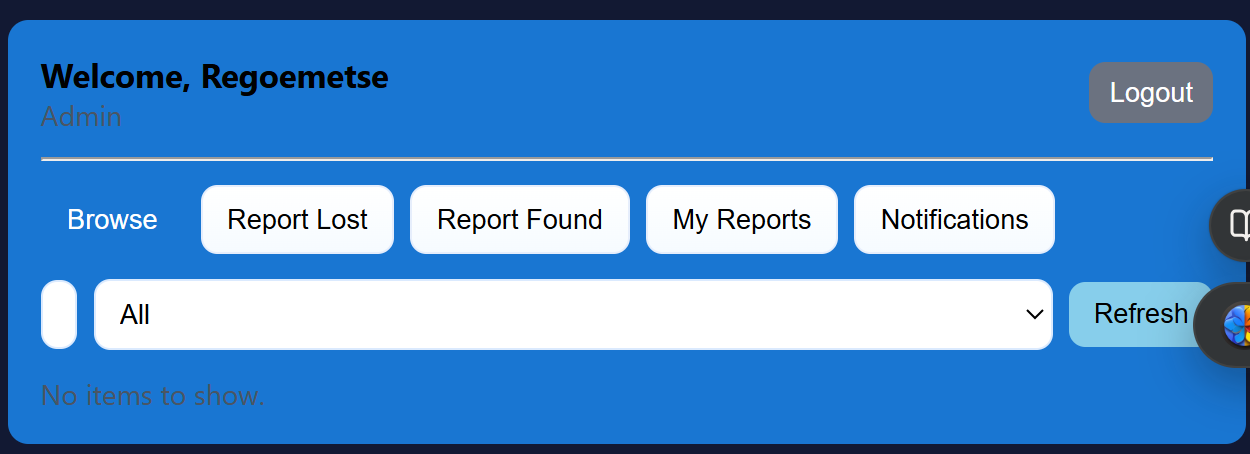 Welcome, Regoemetse
Admin
Logout
Browse
Report Lost
Report Found
My Reports
Notifications
All
Refresh
No items to show.